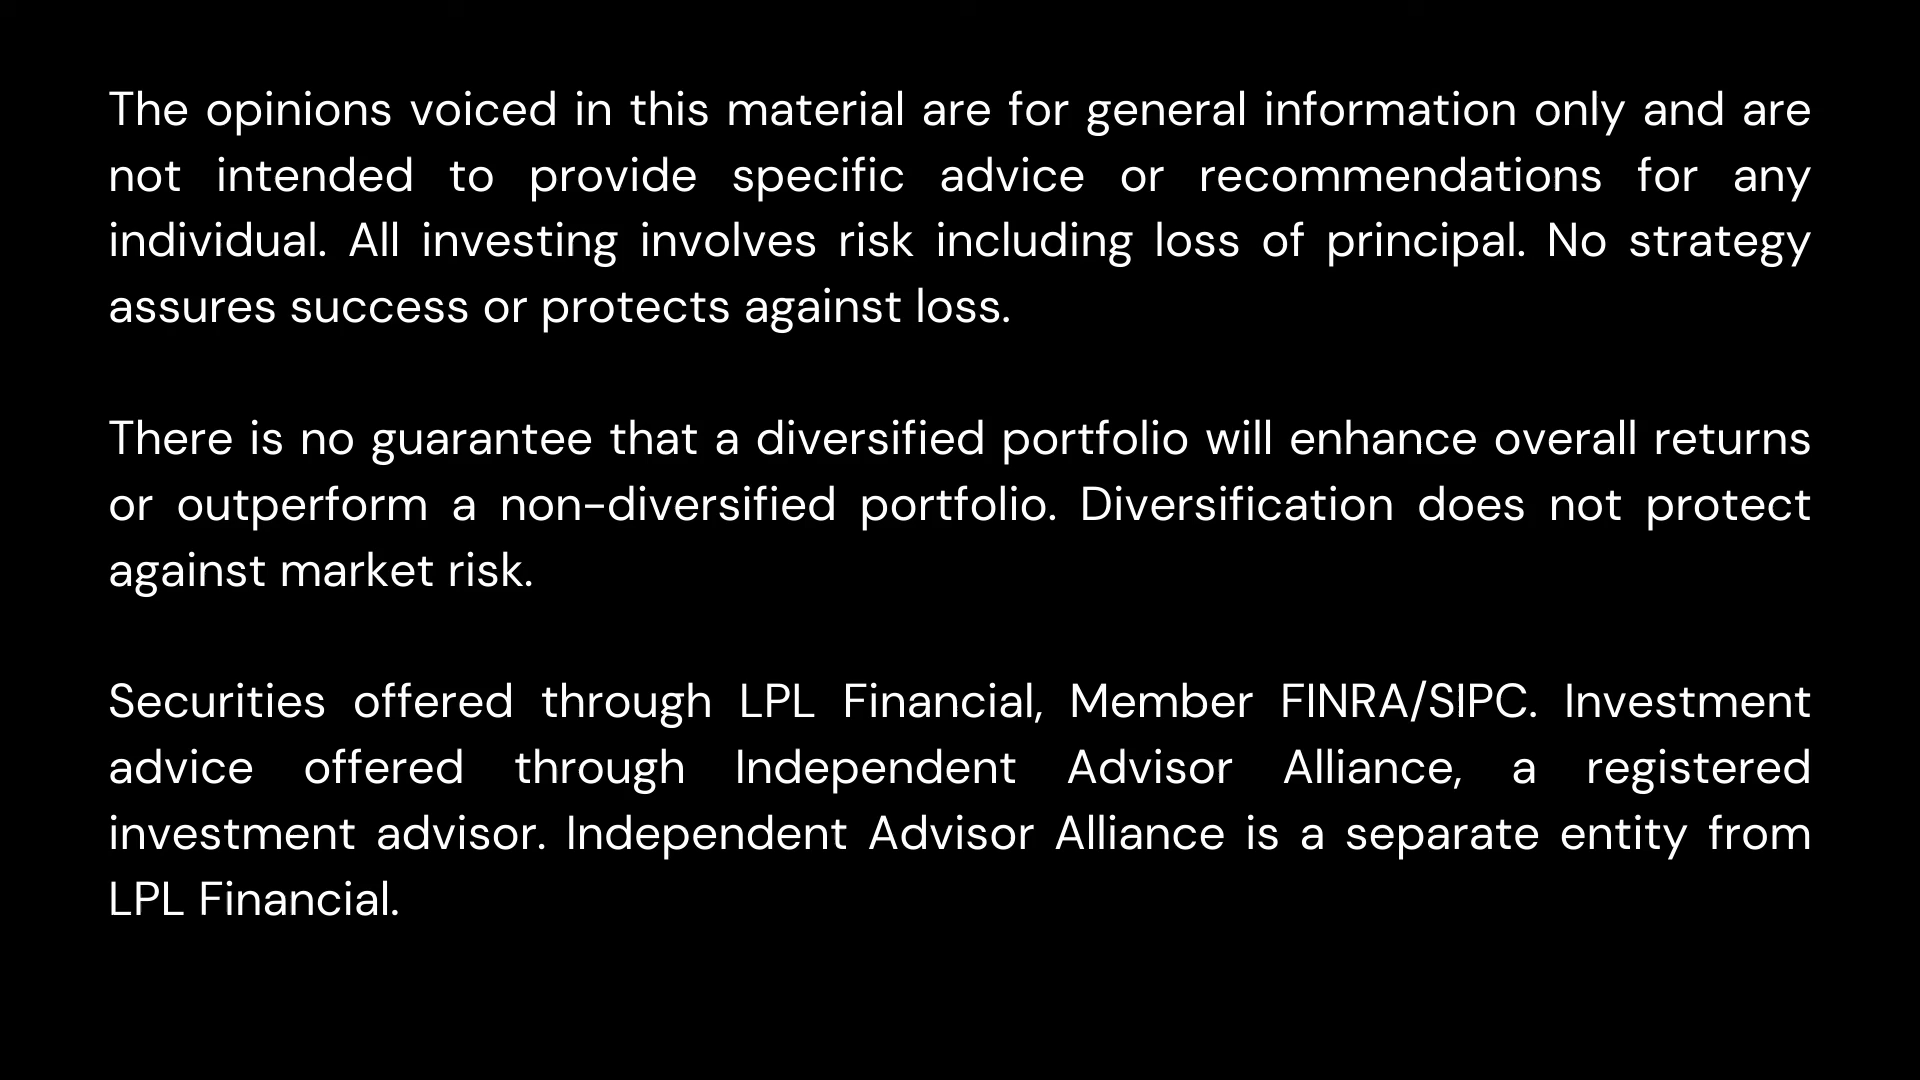 The opinions voiced in this material are for general information only and are
not intended to provide specific advice or recommendations for any
individual. All investing involves risk including loss of principal. No strategy
assures success or protects against loss.
There is no guarantee that a diversified portfolio will enhance overall returns
or outperform a non-diversified portfolio. Diversification does not protect
against market risk.
Securities offered through LPL Financial, Member FINRA/SIPC. Investment
advice offered through Independent Advisor Alliance, a registered
investment advisor. Independent Advisor Alliance is a separate entity from
LPL Financial.